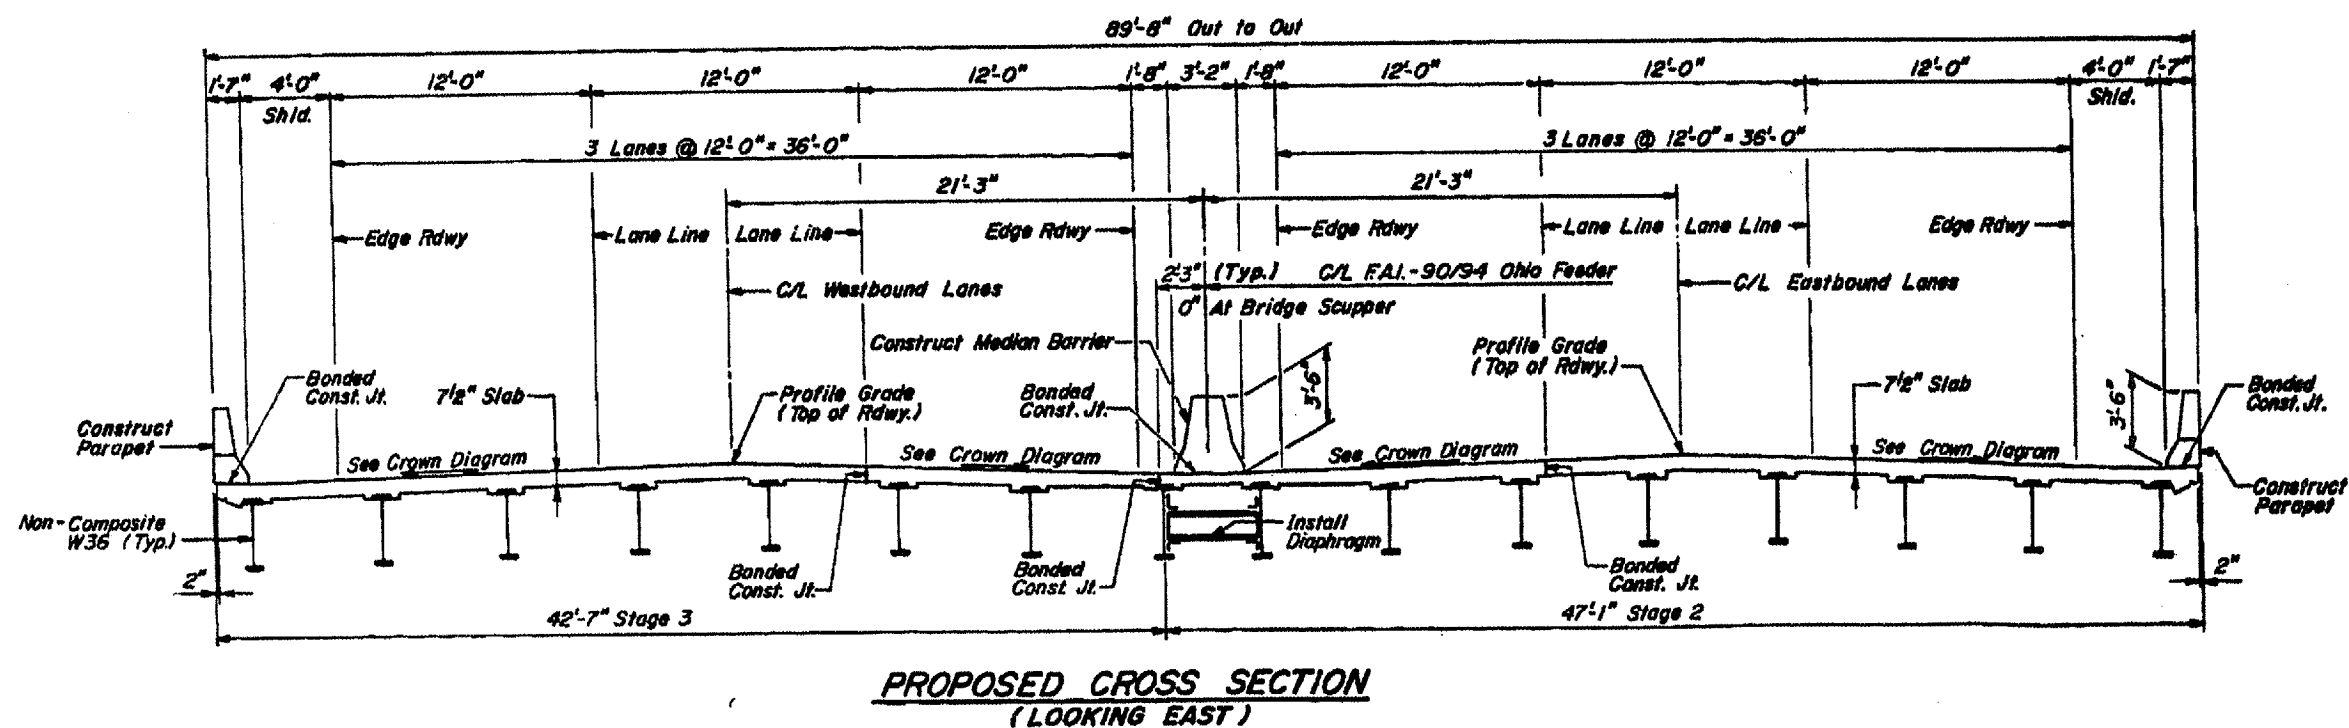 89'-8" Out to Out
1'-7" 4'-0" 12'-0" 12'-0" 12'-0" 1'-8" 3'-2" 1'-8" 12'-0" 12'-0" 12'-0" 4'-0" 1'-7"
Shld. Shld.
3 Lanes @ 12'-0" = 36'-0" 3 Lanes @ 12'-0" = 36'-0"
21'-3" 21'-3"
Edge Rdwy Lane Line Lane Line Edge Rdwy Edge Rdwy Lane Line Lane Line Edge Rdwy
2'-3" (Typ.) C/L F.A.I.-90/94 Ohio Feeder
C/L Westbound Lanes C/L Eastbound Lanes
0" At Bridge Scupper
Construct Median Barrier
Profile Grade
(Top of Rdwy.)
Bonded
Const. Jt.
7 1/2" Slab
Profile Grade
(Top of Rdwy.)
Bonded
Const. Jt.
3'-6"
7 1/2" Slab
3'-6"
Bonded
Const. Jt.
Construct
Parapet
See Crown Diagram See Crown Diagram See Crown Diagram See Crown Diagram
Construct
Parapet
Non-Composite
W36 (Typ.)
Install
Diaphragm
2"
Bonded
Const. Jt.
Bonded
Const. Jt.
Bonded
Const. Jt.
2"
42'-7" Stage 3 47'-1" Stage 2
PROPOSED CROSS SECTION
(LOOKING EAST)